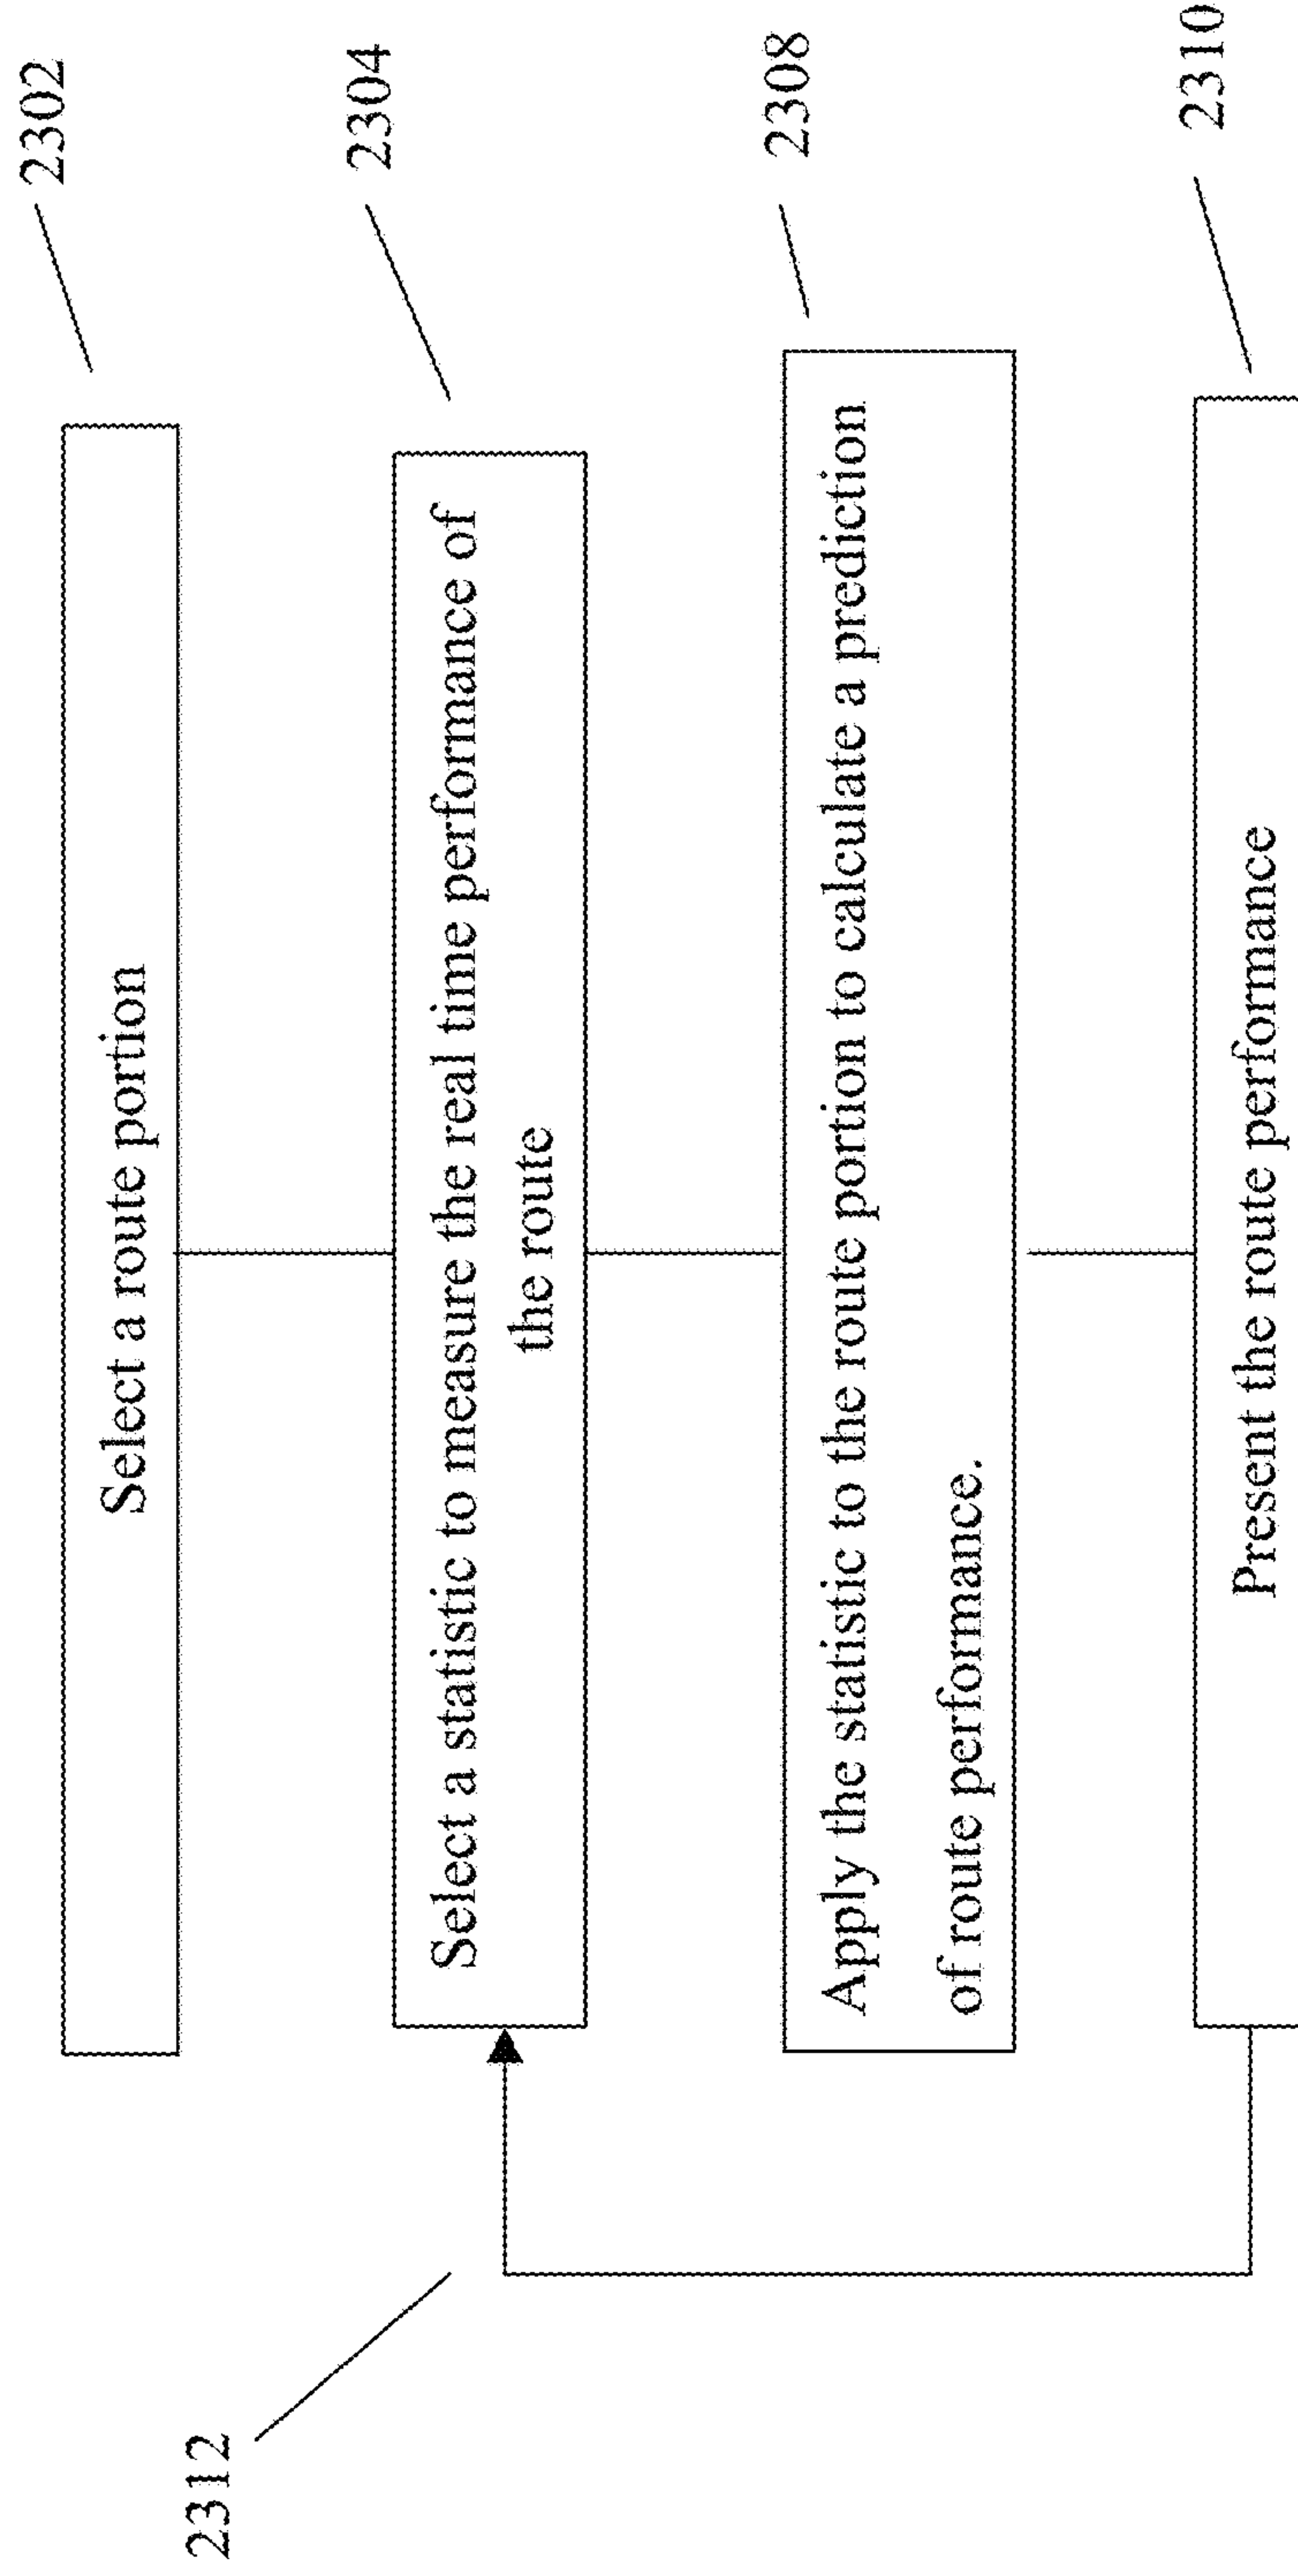 2302
Select a route portion
2304
Select a statistic to measure the real time performance of
the route
2308
Apply the statistic to the route portion to calculate a prediction
of route performance.
2310
Present the route performance
2312